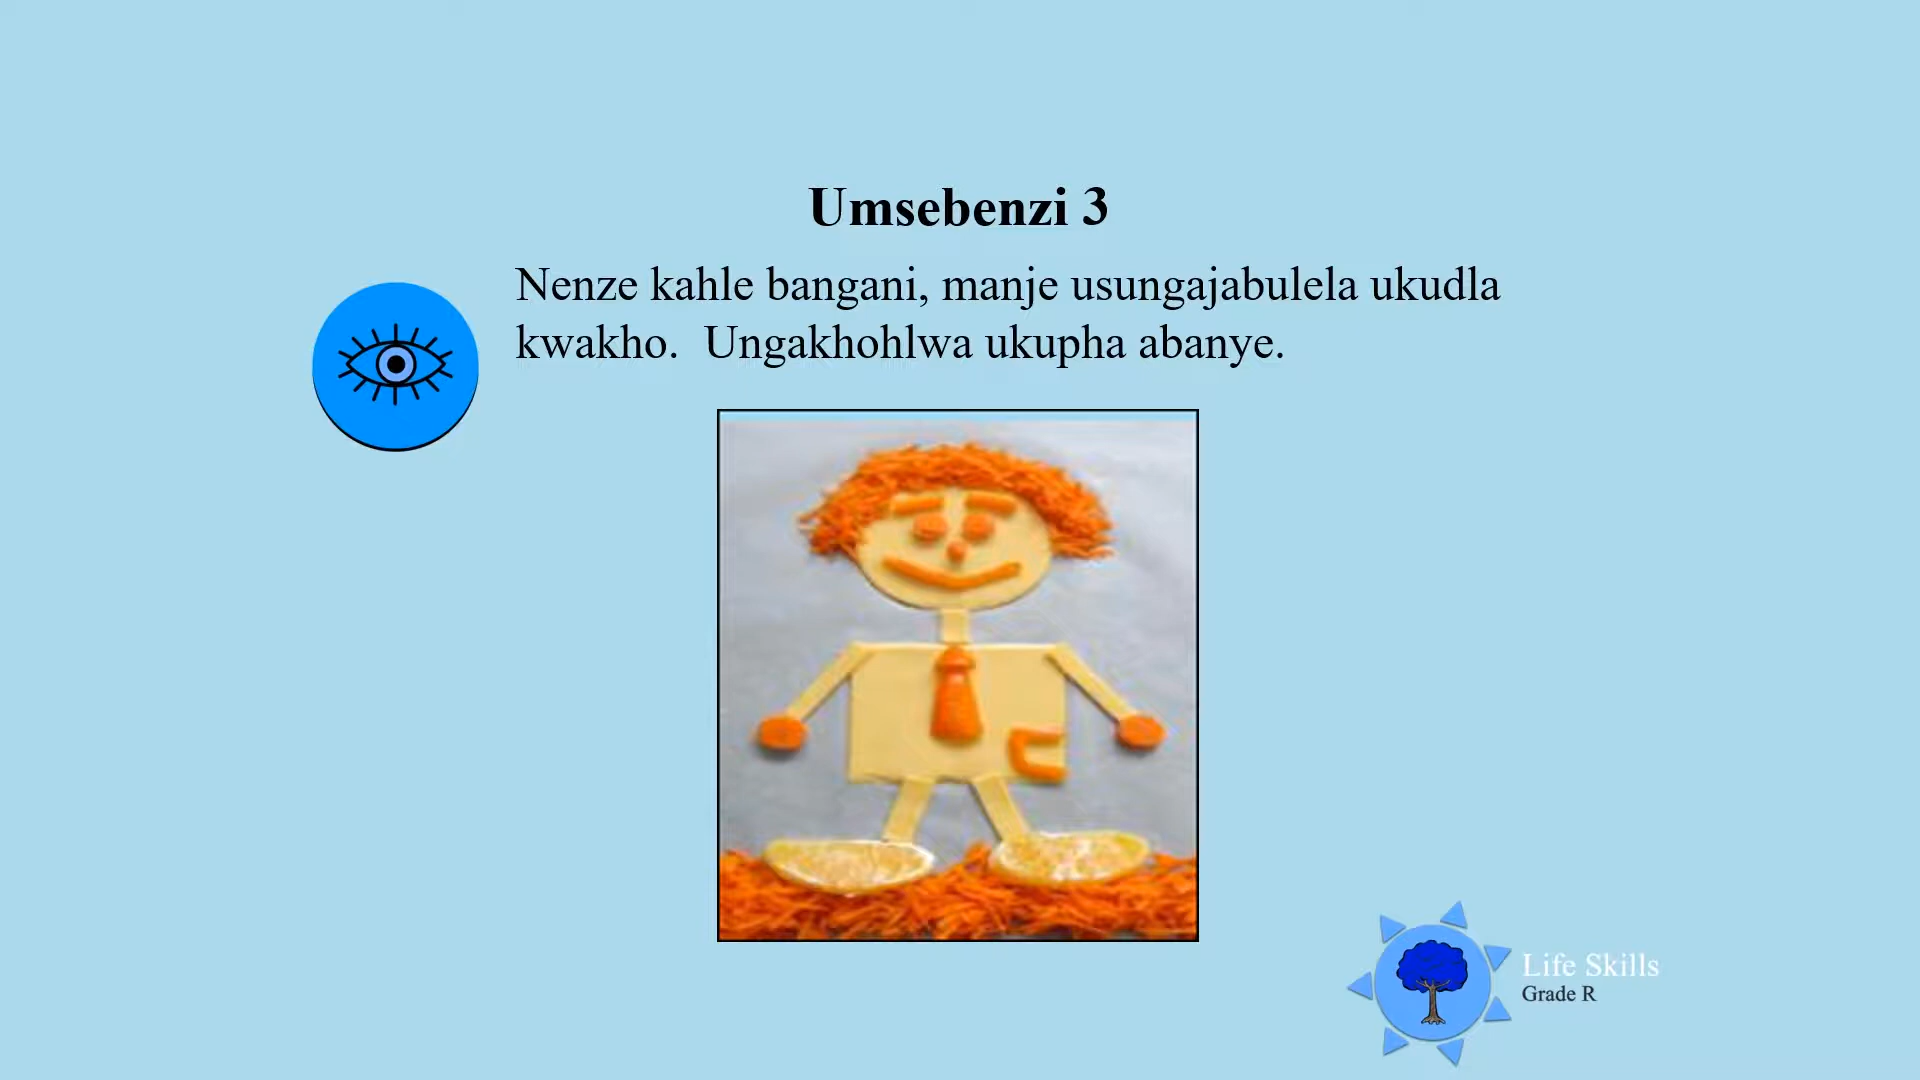 Umsebenzi 3
Nenze kahle bangani, manje usungajabulela ukudla
kwakho.  Ungakhohlwa ukupha abanye.
Life Skills
Grade R